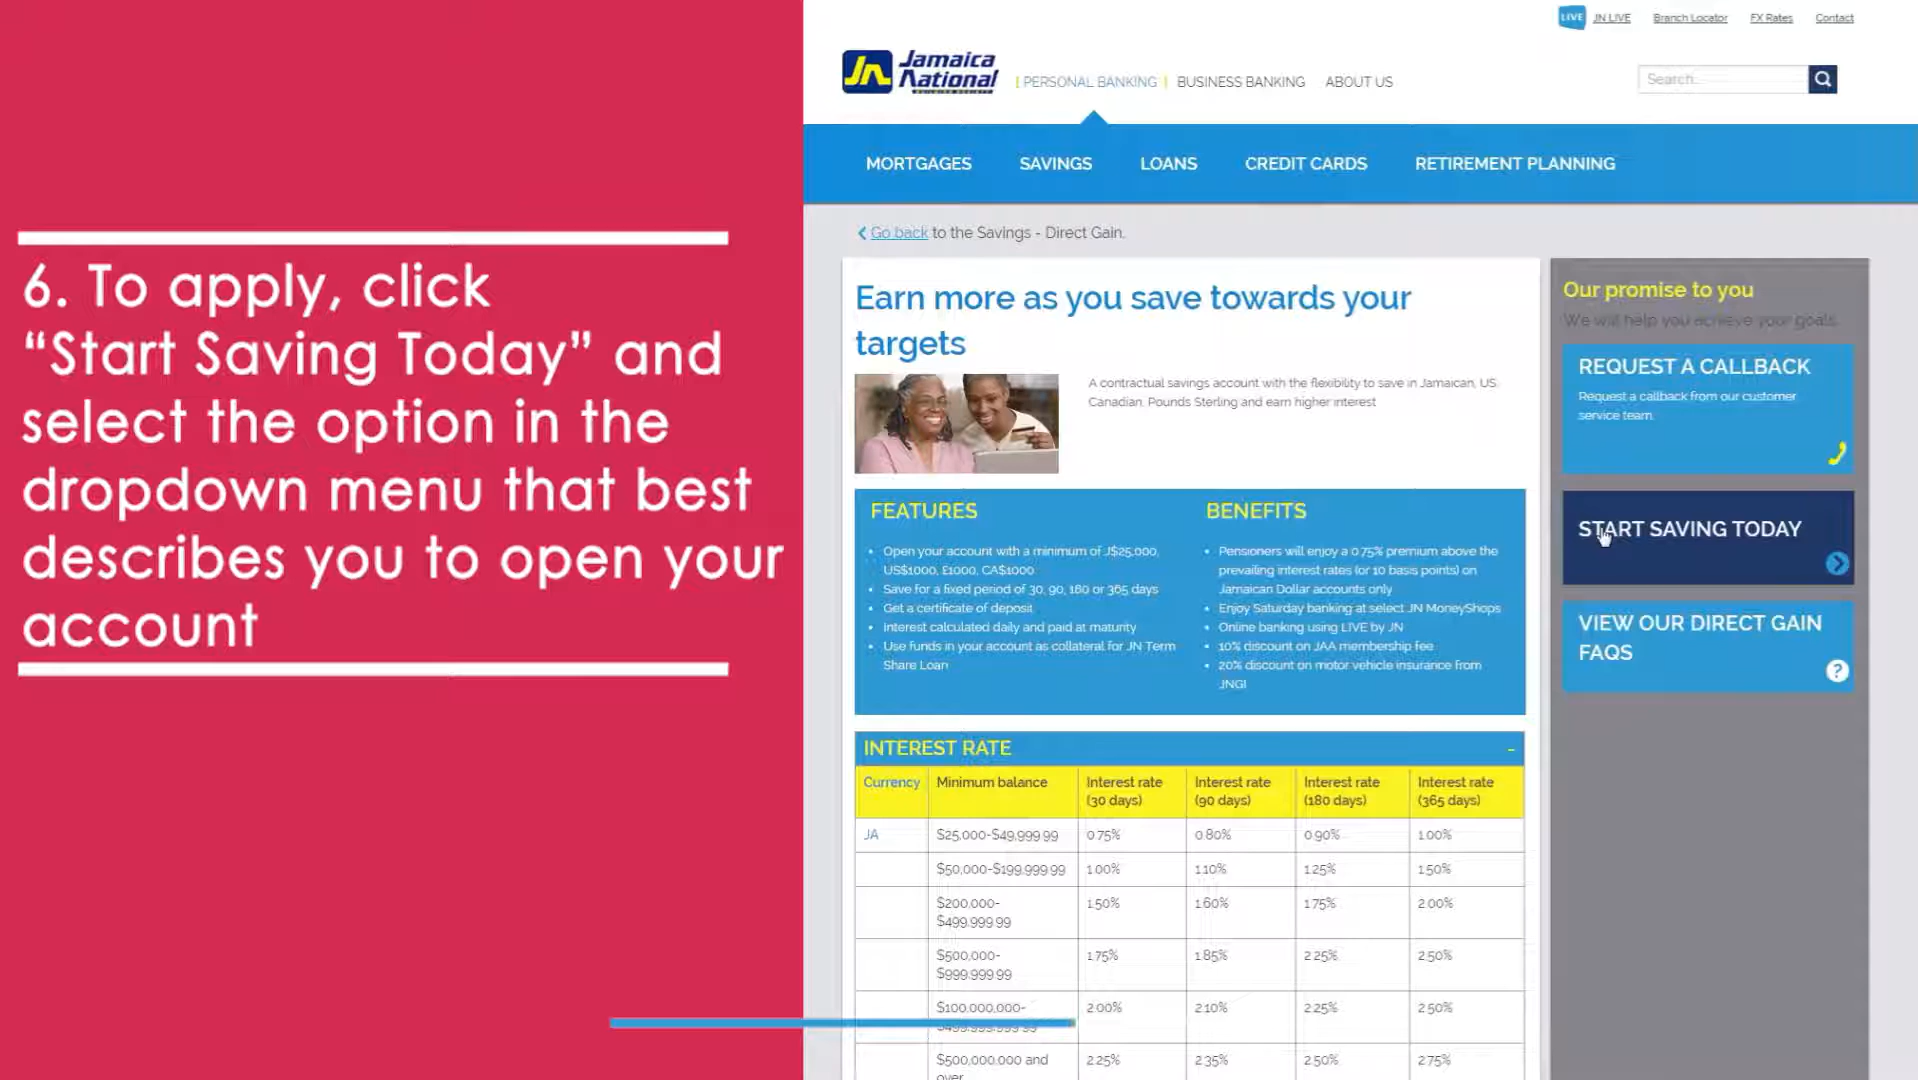 6. To apply, click
“Start Saving Today” and
select the option in the
dropdown menu that best
describes you to open your
account
LIVE JN LIVE Branch Locator FX Rates Contact
JN Jamaica
National
PERSONAL BANKING BUSINESS BANKING ABOUT US
Search...
MORTGAGES SAVINGS LOANS CREDIT CARDS RETIREMENT PLANNING
Go back to the Savings - Direct Gain.
Earn more as you save towards your
targets
A contractual savings account with the flexibility to save in Jamaican, US,
Canadian, Pounds Sterling and earn higher interest
FEATURES
• Open your account with a minimum of J$25,000,
US$1000, £1000, CA$1000
• Save for a fixed period of 30, 90, 180 or 365 days
• Get a certificate of deposit
• Interest calculated daily and paid at maturity
• Use funds in your account as collateral for JN Term
Share Loan
BENEFITS
• Pensioners will enjoy a 0.75% premium above the
prevailing interest rates (or 10 basis points) on
Jamaican Dollar accounts only
• Enjoy Saturday banking at select JN MoneyShops
• Online banking using LIVE by JN
• 10% discount on JAA membership fee
• 20% discount on motor vehicle insurance from
JNGI
INTEREST RATE -
Currency Minimum balance Interest rate (30 days) Interest rate (90 days) Interest rate (180 days) Interest rate (365 days)
JA $25,000-$49,999.99 0.75% 0.80% 0.90% 1.00%
$50,000-$199,999.99 1.00% 1.10% 1.25% 1.50%
$200,000-
$499,999.99 1.50% 1.60% 1.75% 2.00%
$500,000-
$999,999.99 1.75% 1.85% 2.25% 2.50%
$100,000,000- 2.00% 2.10% 2.25% 2.50%
$500,000,000 and
over 2.25% 2.35% 2.50% 2.75%
Our promise to you
We will help you achieve your goals.
REQUEST A CALLBACK
Request a callback from our customer
service team.
START SAVING TODAY
VIEW OUR DIRECT GAIN
FAQS
?